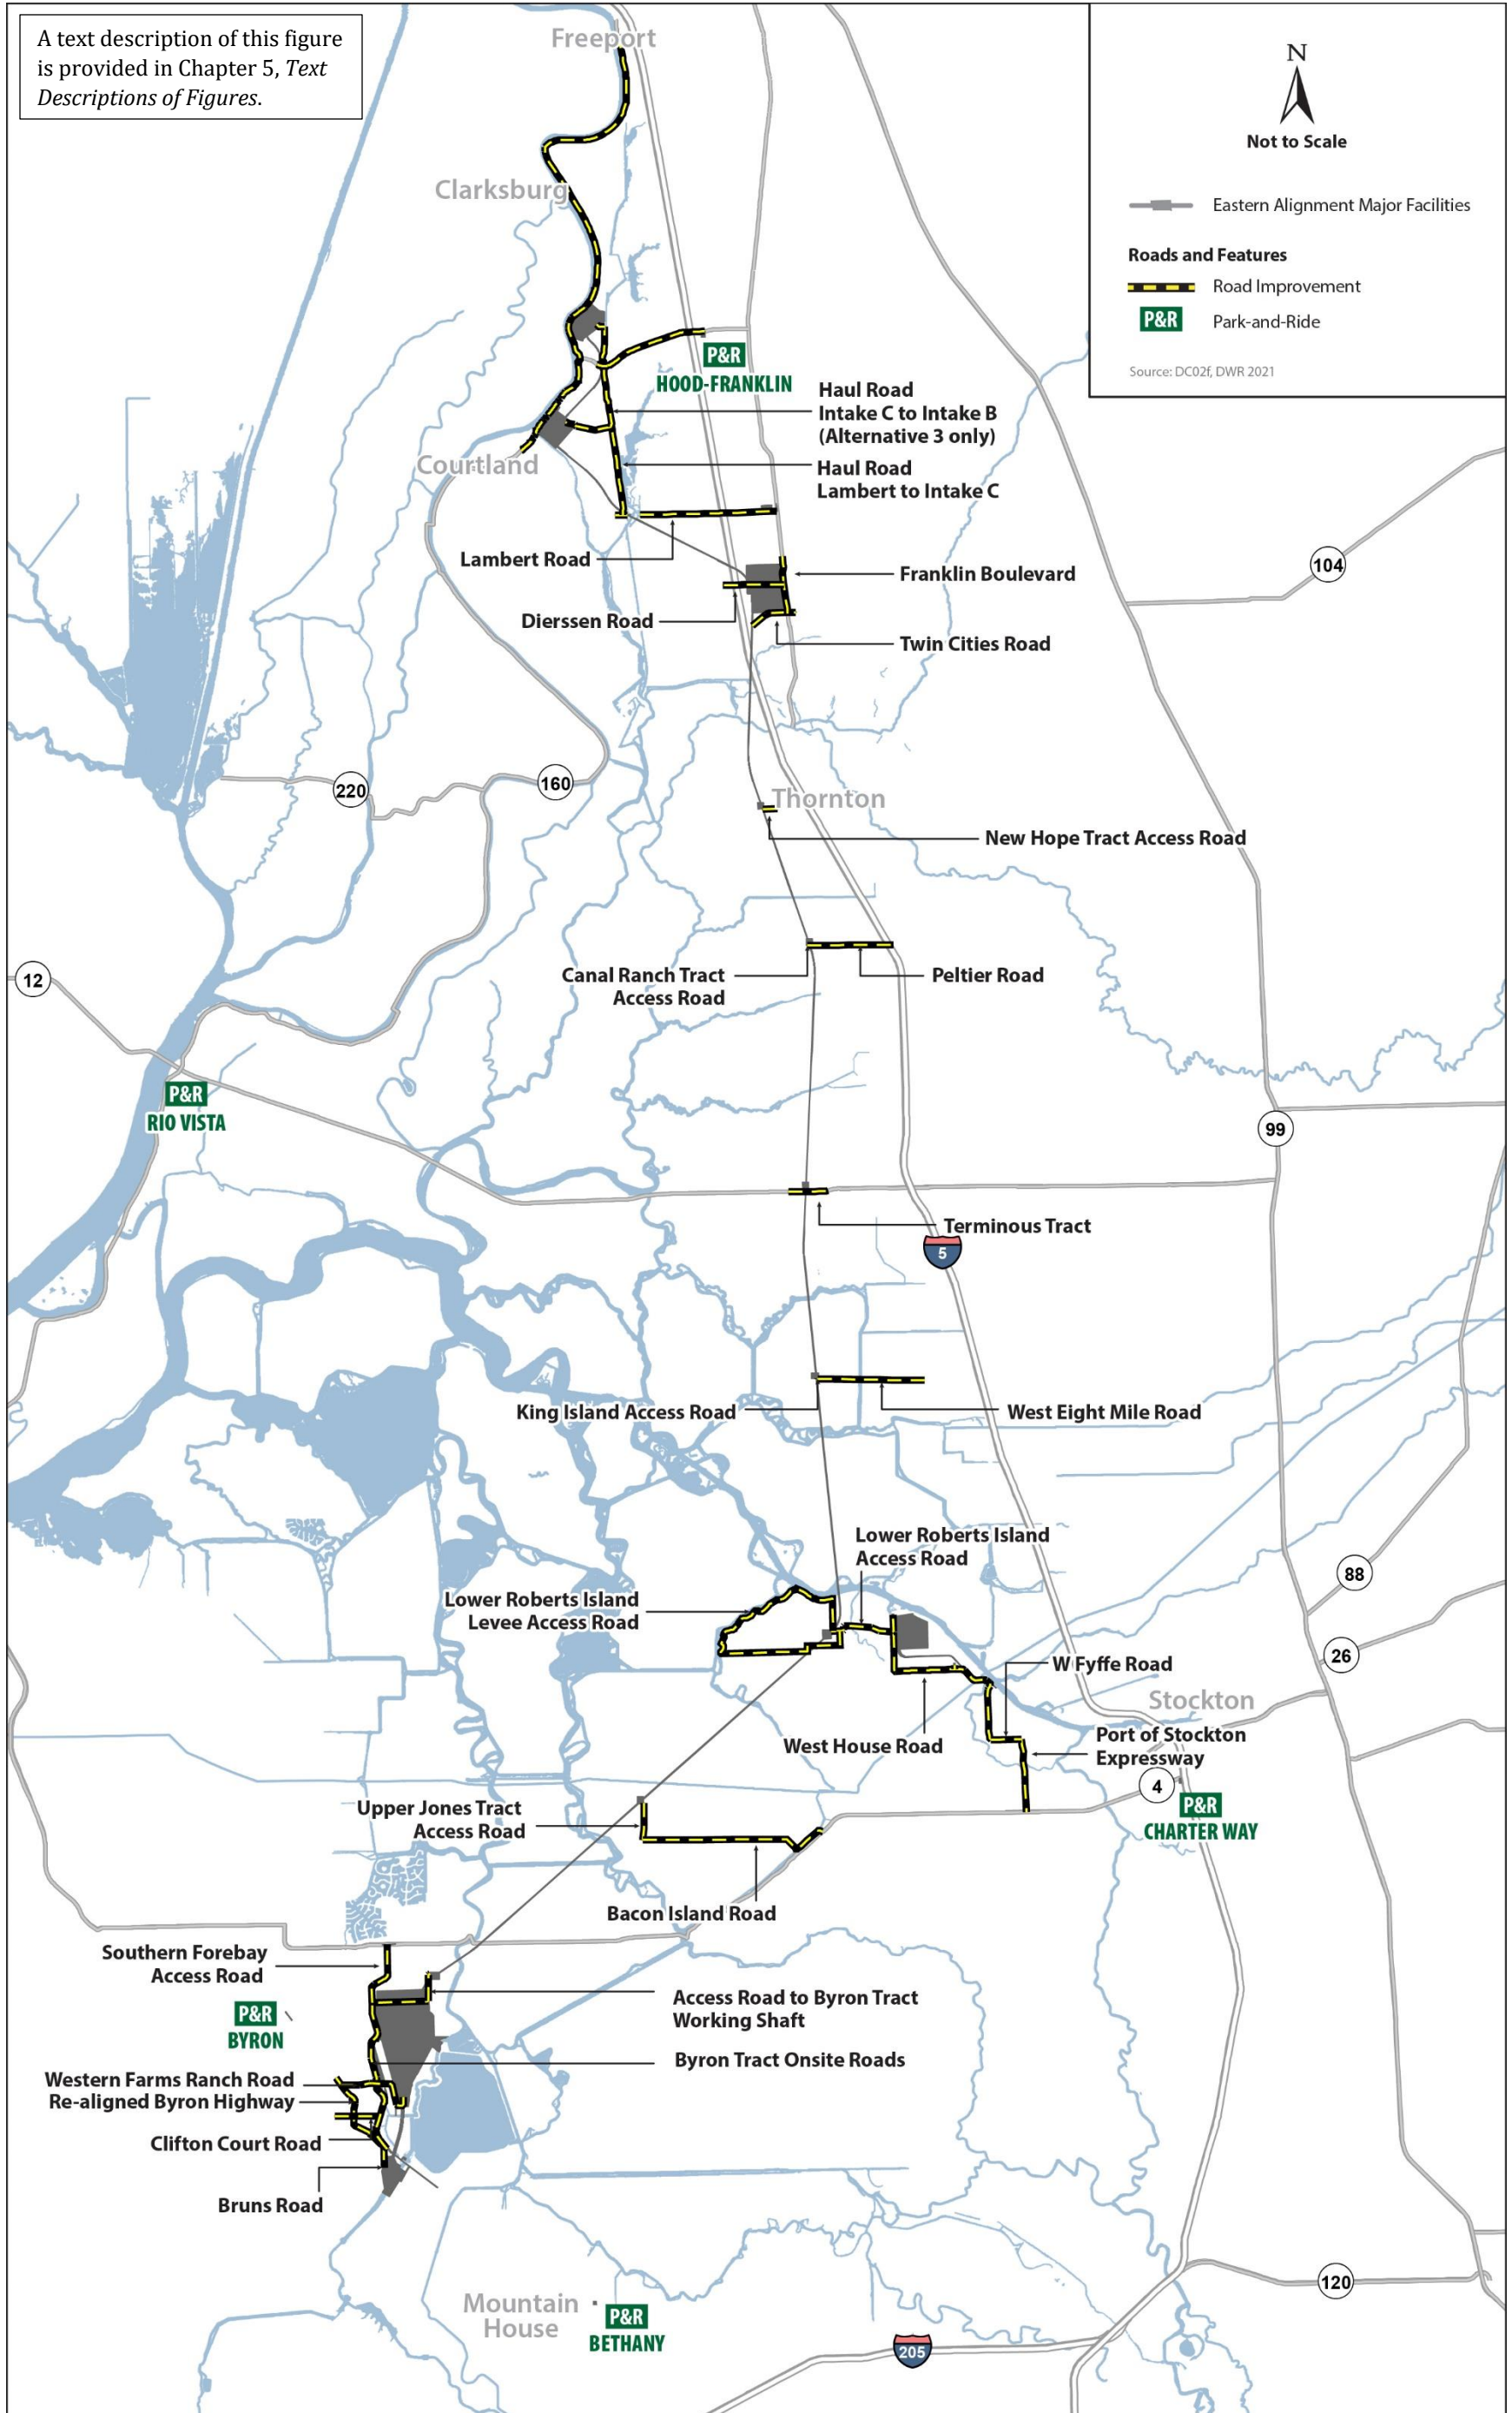 A text description of this figure
is provided in Chapter 5, Text
Descriptions of Figures.
N
Not to Scale
Eastern Alignment Major Facilities
Roads and Features
Road Improvement
P&R
Park-and-Ride
Source: DC02f, DWR 2021
Freeport
Clarksburg
P&R
HOOD-FRANKLIN
Haul Road
Intake C to Intake B
(Alternative 3 only)
Courtland
Haul Road
Lambert to Intake C
Lambert Road
104
Franklin Boulevard
Dierssen Road
Twin Cities Road
220
160
Thornton
New Hope Tract Access Road
12
Canal Ranch Tract
Access Road
Peltier Road
P&R
RIO VISTA
99
Terminous Tract
5
King Island Access Road
West Eight Mile Road
Lower Roberts Island
Access Road
88
Lower Roberts Island
Levee Access Road
26
W Fyffe Road
Stockton
West House Road
Port of Stockton
Expressway
4
P&R
CHARTER WAY
Upper Jones Tract
Access Road
Bacon Island Road
Southern Forebay
Access Road
P&R
BYRON
Access Road to Byron Tract
Working Shaft
Byron Tract Onsite Roads
Western Farms Ranch Road
Re-aligned Byron Highway
Clifton Court Road
Bruns Road
120
Mountain
House
P&R
BETHANY
205